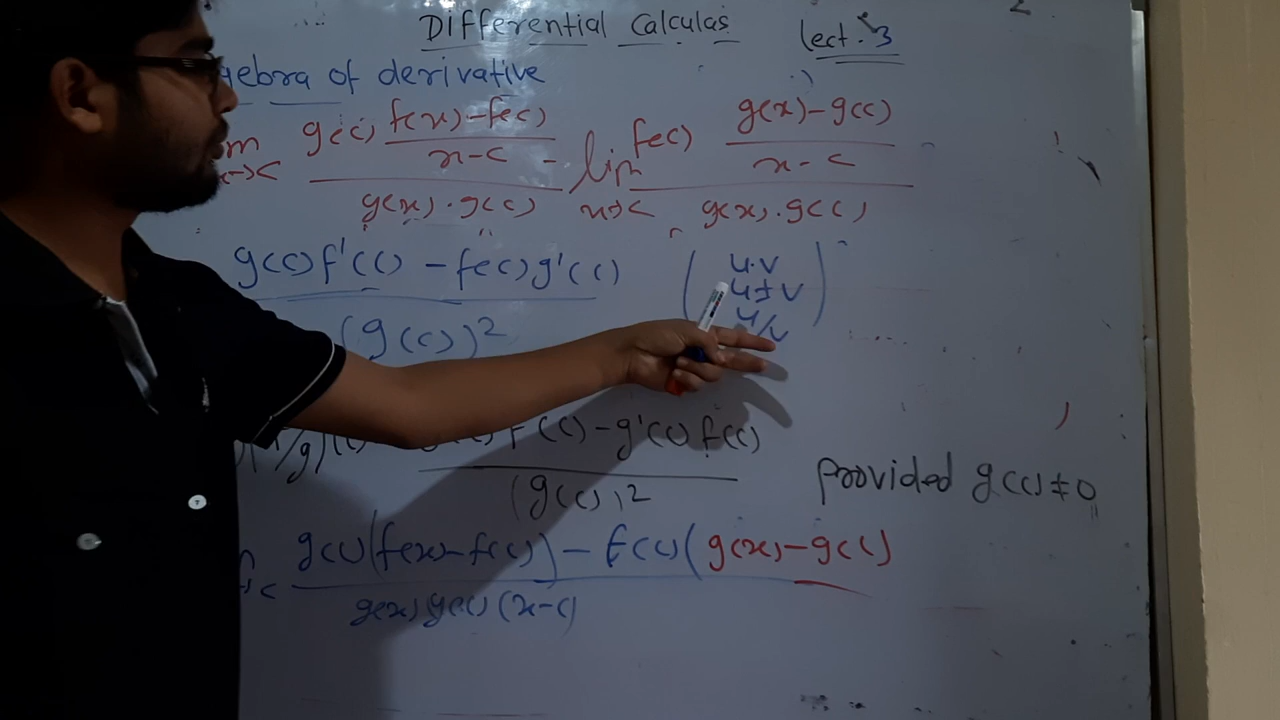 Differential Calculas lect. 3
gebra of derivative
g(c) f(x)-f(c) g(x)-g(c)
m x-c - lim f(c) x-c
x→c g(x).g(c) x→c g(x).g(c)
g(c)f'(c) - f(c)g'(c) u.v
(g(c))² u±v
u/v
f'(c)-g'(c)f(c)
(g(c))² provided g(c)≠0
g(c)(f(x)-f(c))-f(c)(g(x)-g(c)
g(x)g(c)(x-c)